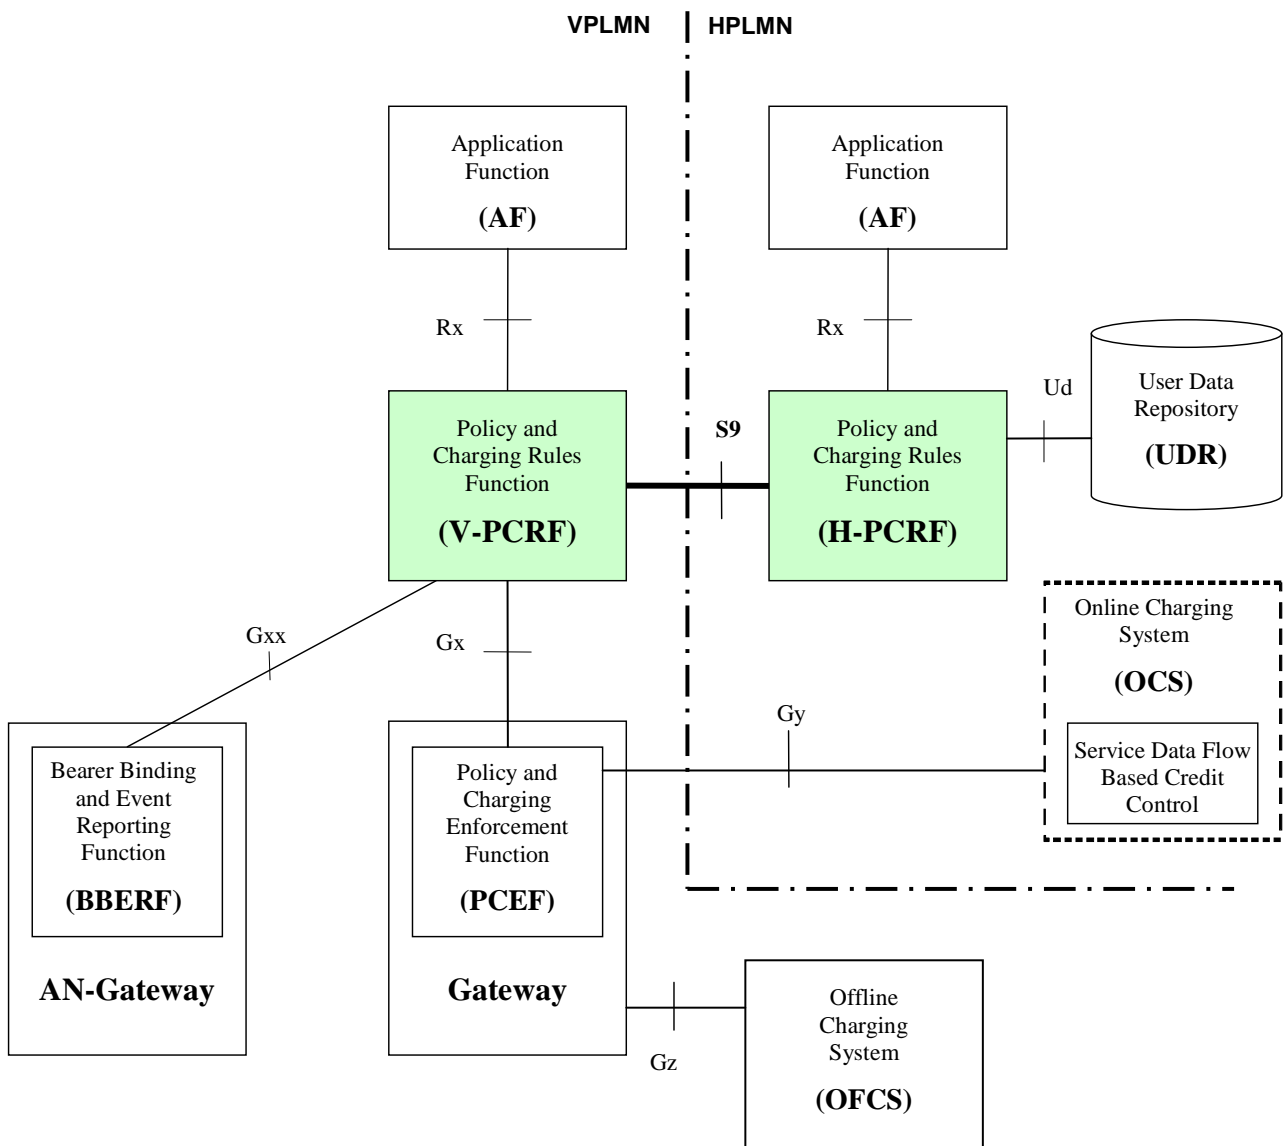 VPLMN
HPLMN
Application
Function
(AF)
Application
Function
(AF)
Rx
Rx
Policy and
Charging Rules
Function
(V-PCRF)
S9
Policy and
Charging Rules
Function
(H-PCRF)
Ud
User Data
Repository
(UDR)
Gxx
Gx
Gy
Online Charging
System
(OCS)
Service Data Flow
Based Credit
Control
Bearer Binding
and Event
Reporting
Function
(BBERF)
AN-Gateway
Policy and
Charging
Enforcement
Function
(PCEF)
Gateway
Gz
Offline
Charging
System
(OFCS)